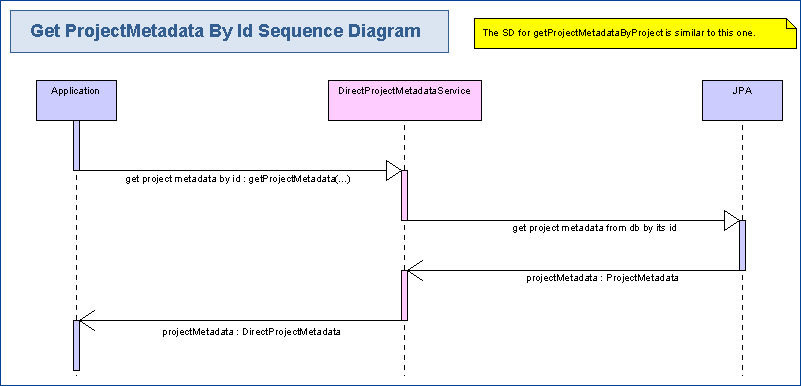 Get ProjectMetadata By Id Sequence Diagram
The SD for getProjectMetadataByProject is similar to this one.
Application
DirectProjectMetadataService
JPA
get project metadata by id : getProjectMetadata(...)
get project metadata from db by its id
projectMetadata : ProjectMetadata
projectMetadata : DirectProjectMetadata